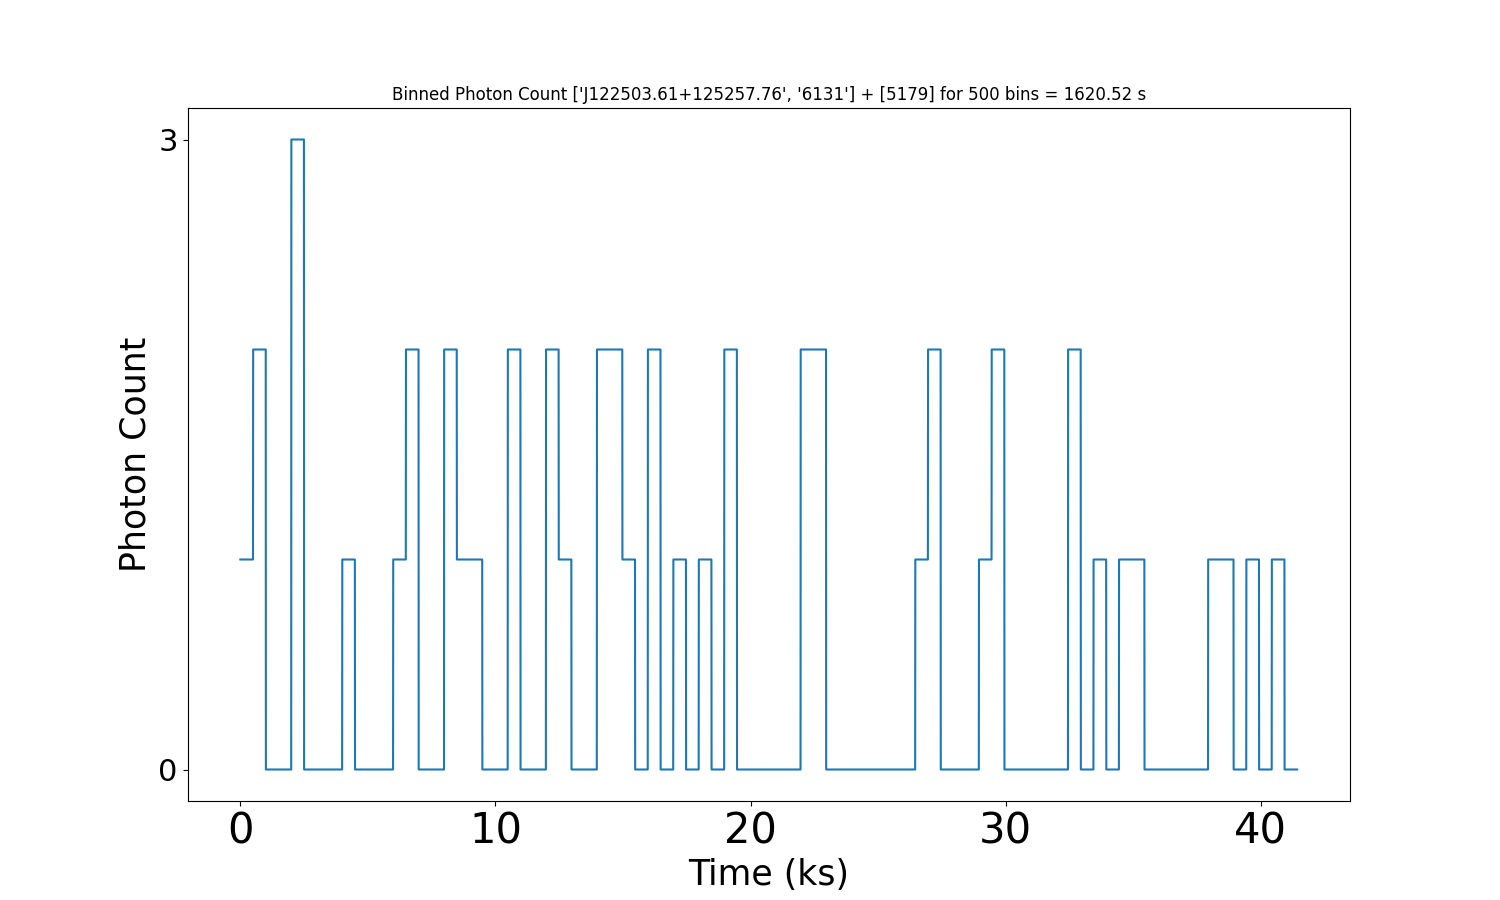 Binned Photon Count ['J122503.61+125257.76', '6131'] + [5179] for 500 bins = 1620.52 s
3
Photon Count
0
0 10 20 30 40
Time (ks)